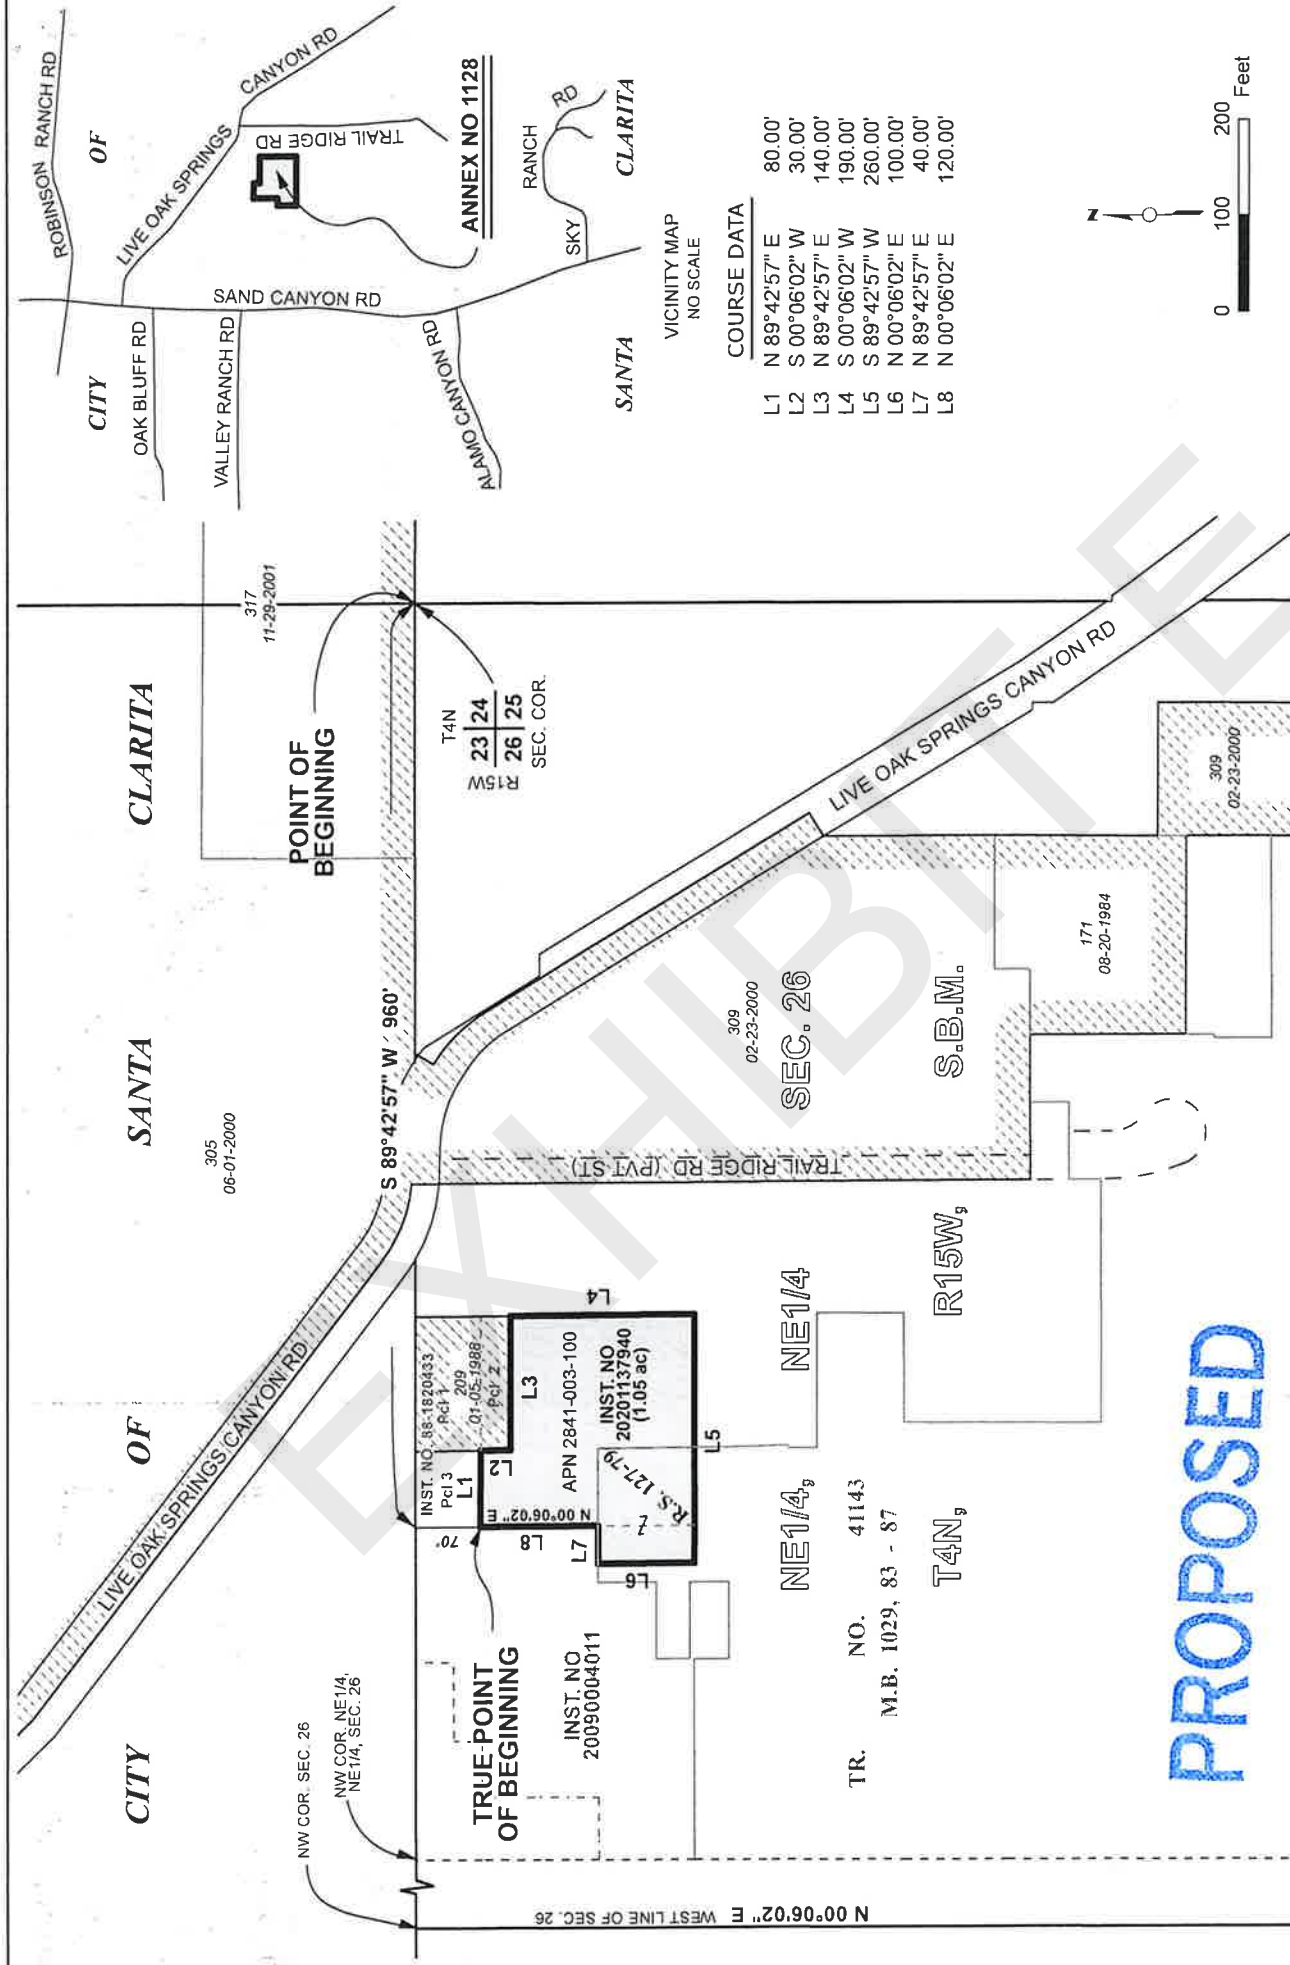 CITY OF SANTA CLARITA
NW COR. SEC. 26
NW COR. NE1/4,
NE1/4, SEC. 26
305
06-01-2000
317
11-29-2001
LIVE OAK SPRINGS CANYON RD
S 89°42'57" W 960'
POINT OF
BEGINNING
T4N
R15W
23 24
26 25
SEC. COR.
TRUE POINT
OF BEGINNING
INST. NO
20090004011
70'
INST. NO. 88-1820433
Pcl 3
Pcl 1
209
01-05-1988
Pcl 2
L1
L2
L3
L4
L5
L6
L7
L8
N 00°06'02" E
APN 2841-003-100
INST. NO
20201137940
(1.05 ac)
R.S. 127-79
TRAIL RIDGE RD (PVT ST)
LIVE OAK SPRINGS CANYON RD
309
02-23-2000
171
08-20-1984
309
02-23-2000
NE1/4, NE1/4 SEC. 26
T4N, R15W, S.B.M.
TR. NO. 41143
M.B. 1029, 83 - 87
N 00°06'02" E WEST LINE OF SEC. 26
PROPOSED
EXHIBIT E
ROBINSON RANCH RD
CITY OF
OAK BLUFF RD
LIVE OAK SPRINGS CANYON RD
VALLEY RANCH RD
SAND CANYON RD
TRAIL RIDGE RD
ALAMO CANYON RD
ANNEX NO 1128
SKY RANCH RD
SANTA CLARITA
VICINITY MAP
NO SCALE
COURSE DATA
L1 N 89°42'57" E 80.00'
L2 S 00°06'02" W 30.00'
L3 N 89°42'57" E 140.00'
L4 S 00°06'02" W 190.00'
L5 S 89°42'57" W 260.00'
L6 N 00°06'02" E 100.00'
L7 N 89°42'57" E 40.00'
L8 N 00°06'02" E 120.00'
N
0 100 200
Feet